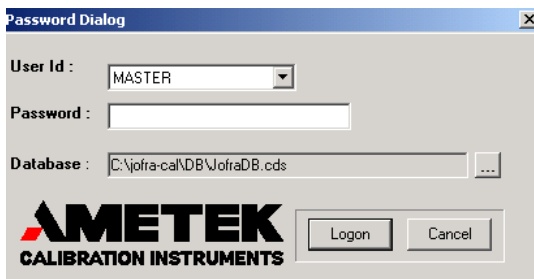 Password Dialog
User Id :
MASTER
Password :
Database :
C:\jofra-cal\DB\JofraDB.cds
...
AMETEK
CALIBRATION INSTRUMENTS
Logon
Cancel